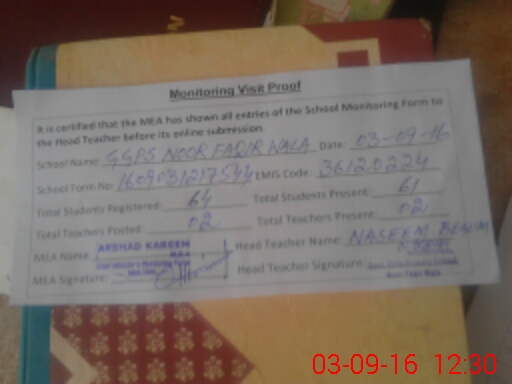 Monitoring Visit Proof
It is certified that the MEA has shown all entries of the School Monitoring Form to
the Head Teacher before its online submission.
School Name: GGPS NOOR FAQIR WALA Date: 03-09-16
School Form No: 1609031217544 EMIS Code: 36120224
Total Students Registered: 64 Total Students Present: 61
Total Teachers Posted: 02 Total Teachers Present: 02
MEA Name ARSHAD KAREEM Head Teacher Name: NASEEM BEGUM
M.E.A
MEA Signature: Head Teacher Signature:
03-09-16 12:30